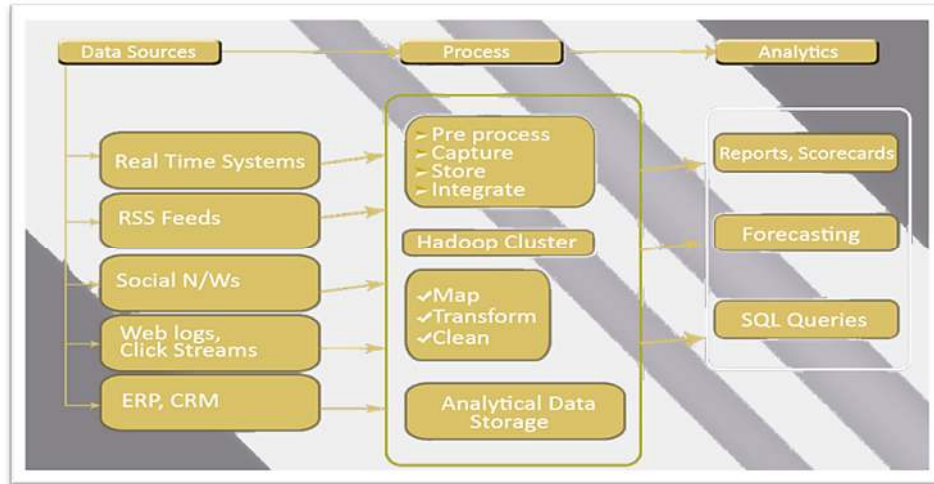 Data Sources
Process
Analytics
Real Time Systems
RSS Feeds
Social N/Ws
Web logs,
Click Streams
ERP, CRM
Pre process
Capture
Store
Integrate
Hadoop Cluster
Map
Transform
Clean
Analytical Data
Storage
Reports, Scorecards
Forecasting
SQL Queries